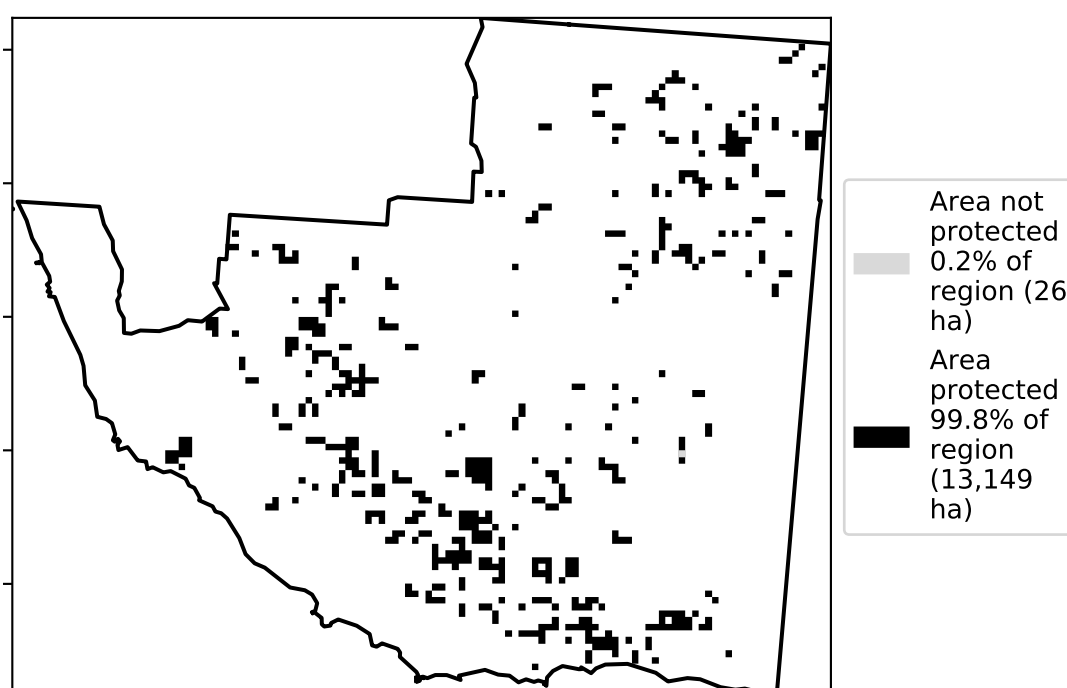 Area not
protected
0.2% of
region (26
ha)
Area
protected
99.8% of
region
(13,149
ha)